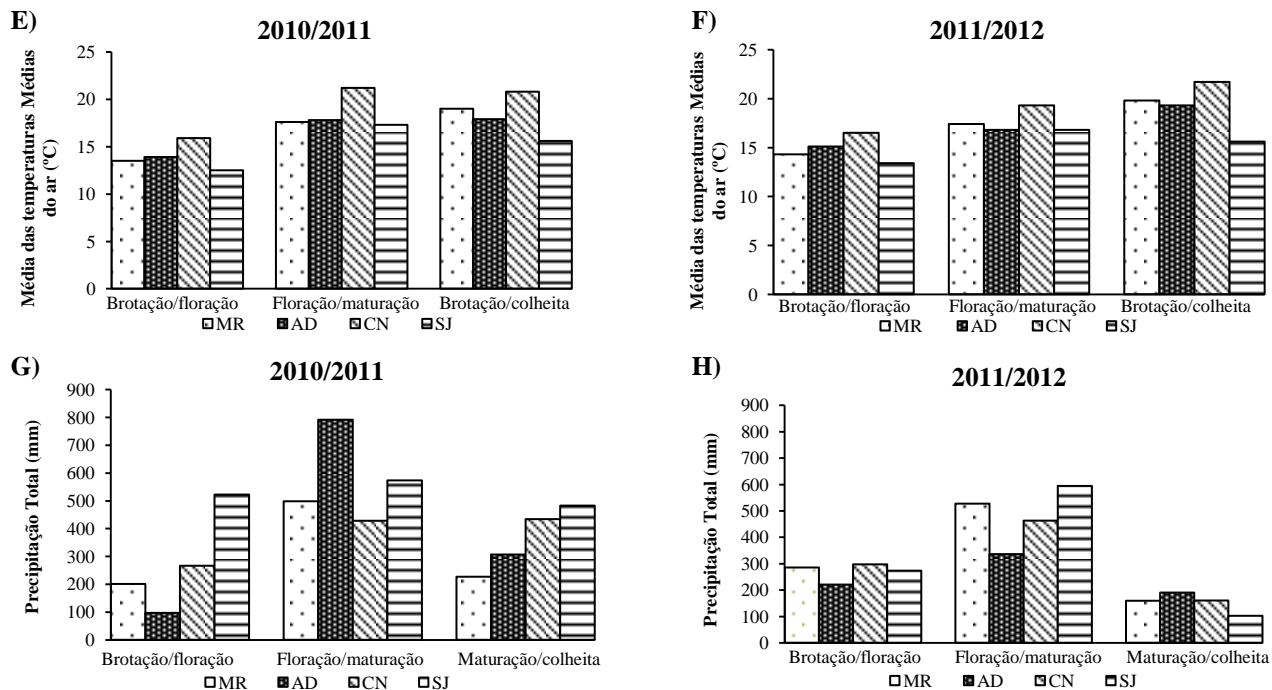 E)
2010/2011
Média das temperaturas Médias
do ar (ºC)
25
20
15
10
5
0
Brotação/floração
Floração/maturação
Brotação/colheita
MR
AD
CN
SJ
F)
2011/2012
Média das temperaturas Médias
do ar (ºC)
25
20
15
10
5
0
Brotação/floração
Floração/maturação
Brotação/colheita
MR
AD
CN
SJ
G)
2010/2011
Precipitação Total (mm)
900
800
700
600
500
400
300
200
100
0
Brotação/floração
Floração/maturação
Maturação/colheita
MR
AD
CN
SJ
H)
2011/2012
Precipitação Total (mm)
900
800
700
600
500
400
300
200
100
0
Brotação/floração
Floração/maturação
Maturação/colheita
MR
AD
CN
SJ